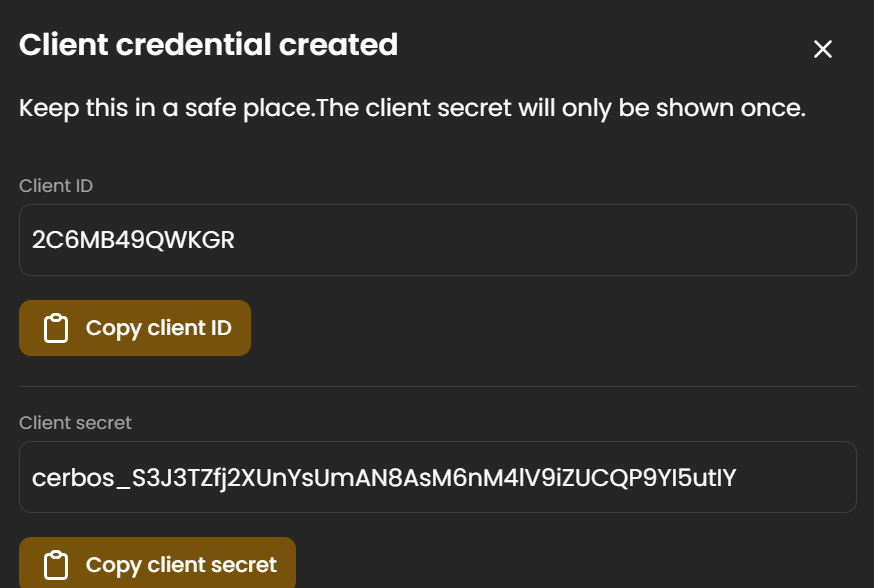 Client credential created
Keep this in a safe place.The client secret will only be shown once.
Client ID
2C6MB49QWKGR
Copy client ID
Client secret
cerbos_S3J3TZfj2XUnYsUmAN8AsM6nM4lV9iZUCQP9YI5utIY
Copy client secret